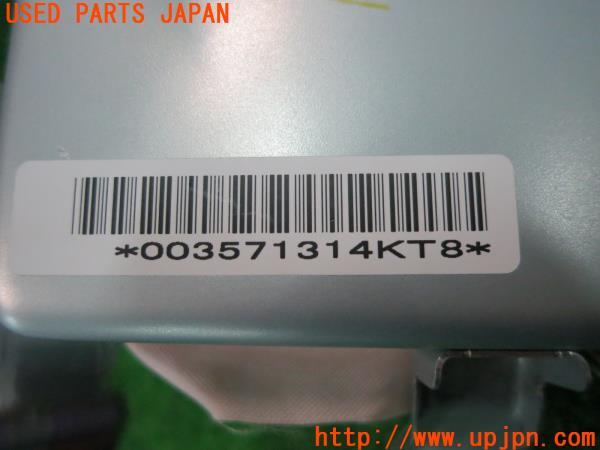 USED PARTS JAPAN
*003571314KT8*
http://www.upjpn.com